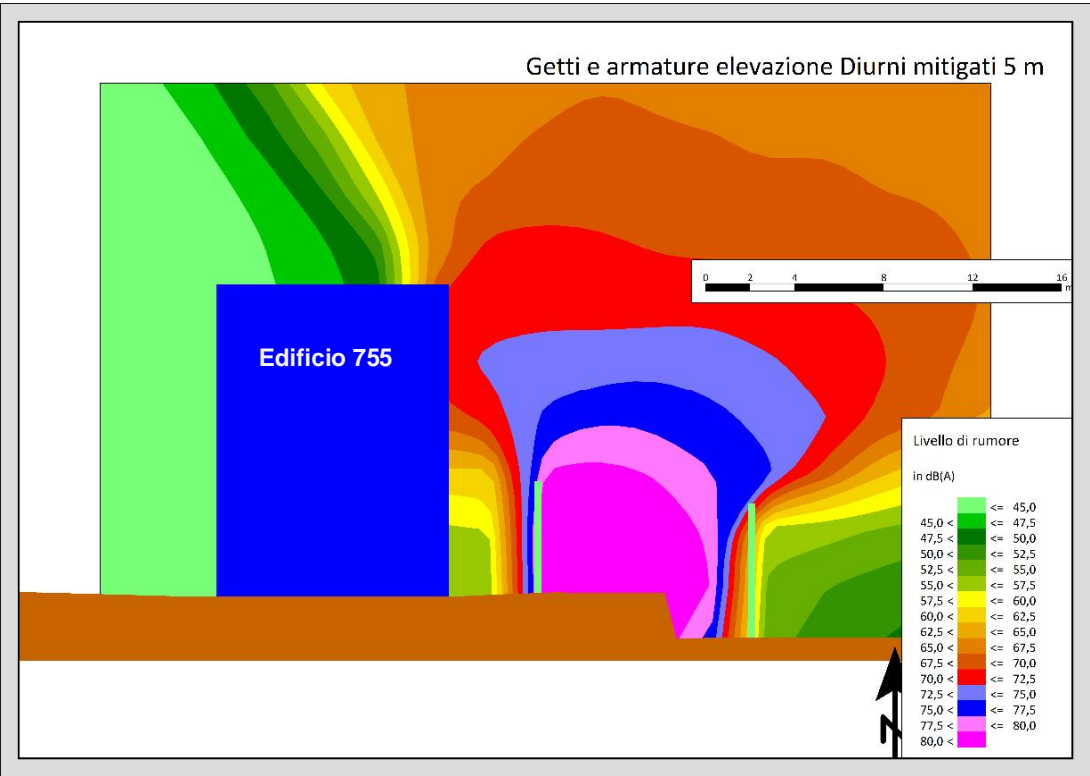 Getti e armature elevazione Diurni mitigati 5 m
0 2 4 8 12 16
m
Edificio 755
Livello di rumore
in dB(A)
<= 45,0
45,0 < <= 47,5
47,5 < <= 50,0
50,0 < <= 52,5
52,5 < <= 55,0
55,0 < <= 57,5
57,5 < <= 60,0
60,0 < <= 62,5
62,5 < <= 65,0
65,0 < <= 67,5
67,5 < <= 70,0
70,0 < <= 72,5
72,5 < <= 75,0
75,0 < <= 77,5
77,5 < <= 80,0
80,0 <